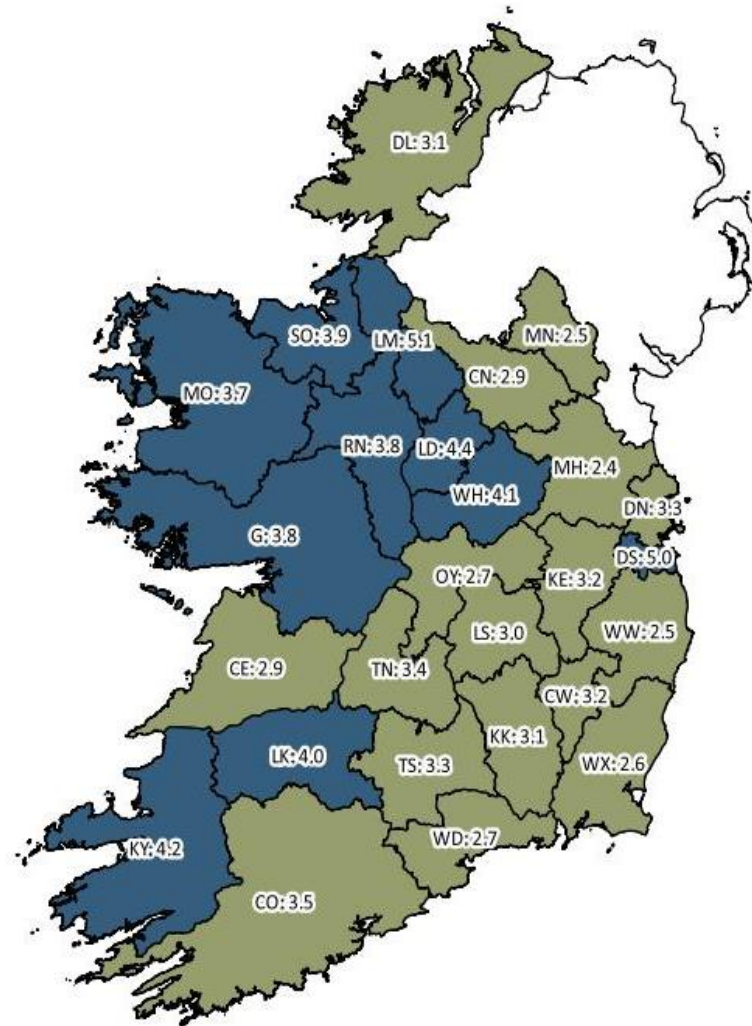 DL: 3.1
SO: 3.9
LM: 5.1
MN: 2.5
CN: 2.9
MO: 3.7
RN: 3.8
LD: 4.4
MH: 2.4
WH: 4.1
DN: 3.3
G: 3.8
DS: 5.0
OY: 2.7
KE: 3.2
LS: 3.0
WW: 2.5
CE: 2.9
TN: 3.4
CW: 3.2
KK: 3.1
LK: 4.0
TS: 3.3
WX: 2.6
WD: 2.7
KY: 4.2
CO: 3.5